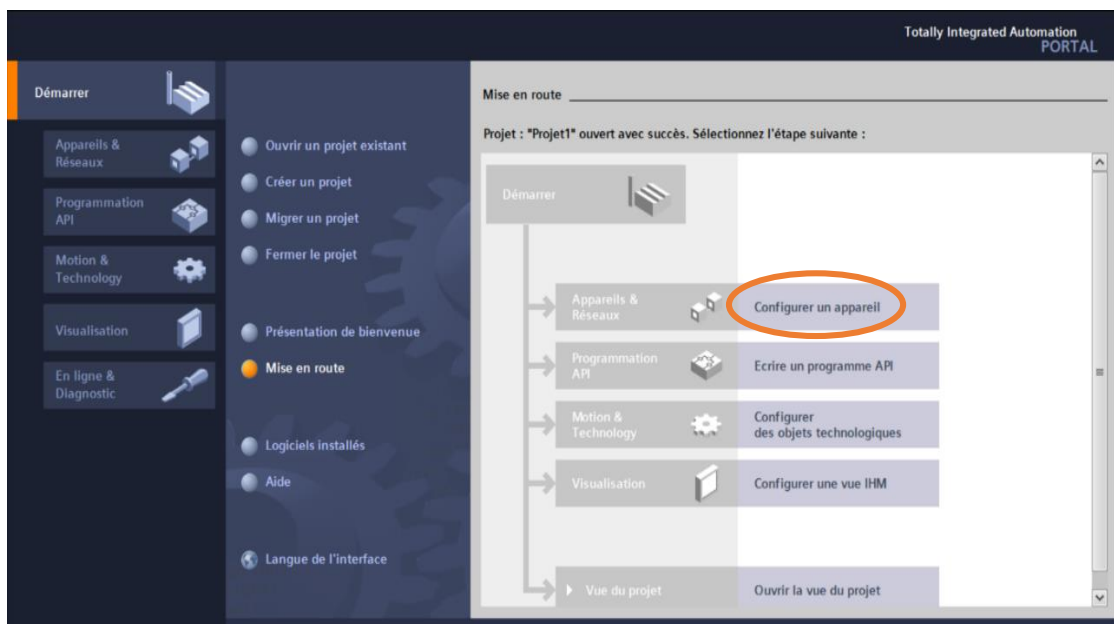 Totally Integrated Automation
PORTAL
Démarrer
Appareils &
Réseaux
Programmation
API
Motion &
Technology
Visualisation
En ligne &
Diagnostic
Ouvrir un projet existant
Créer un projet
Migrer un projet
Fermer le projet
Présentation de bienvenue
Mise en route
Logiciels installés
Aide
Langue de l'interface
Mise en route
Projet : "Projet1" ouvert avec succès. Sélectionnez l'étape suivante :
Démarrer
Appareils &
Réseaux
Configurer un appareil
Programmation
API
Ecrire un programme API
Motion &
Technology
Configurer
des objets technologiques
Visualisation
Configurer une vue IHM
Vue du projet
Ouvrir la vue du projet